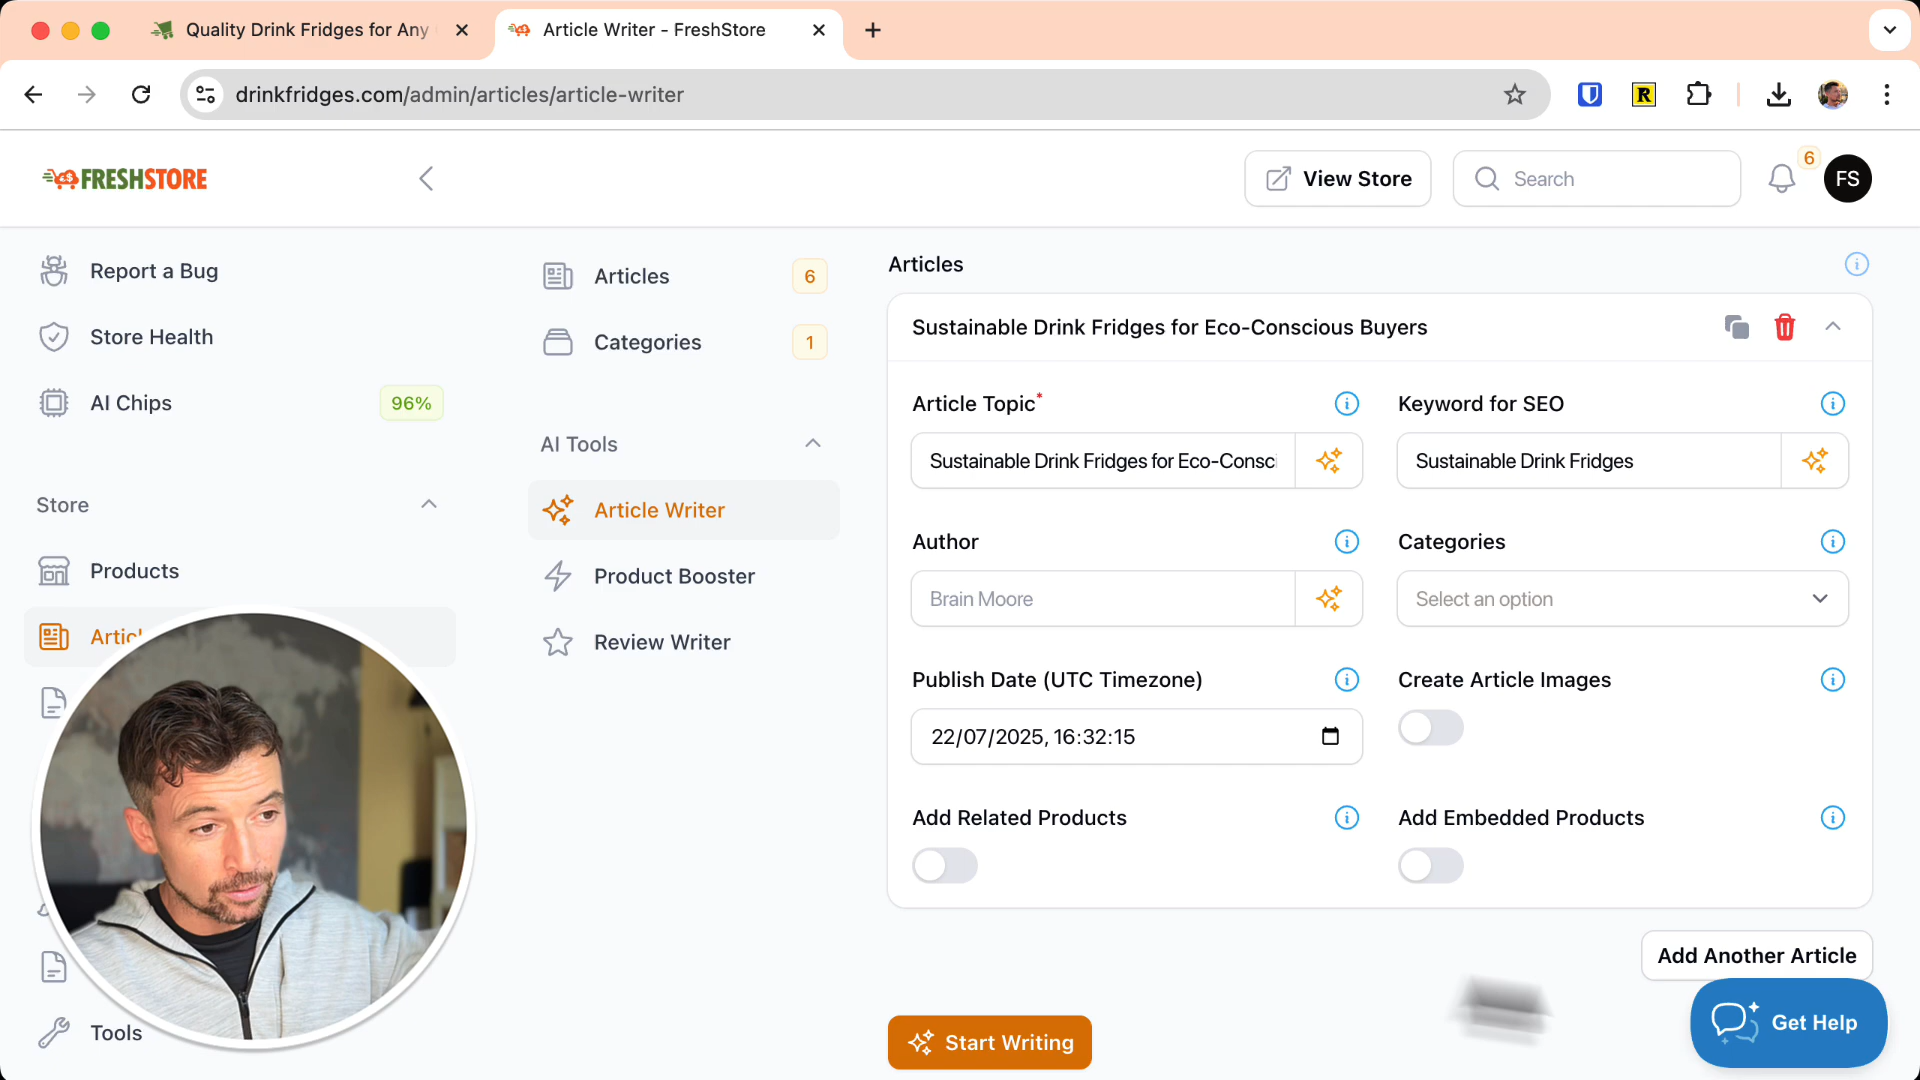 Quality Drink Fridges for Any
Article Writer - FreshStore
drinkfridges.com/admin/articles/article-writer
R
FRESHSTORE
View Store
Search
6
FS
Report a Bug
Store Health
AI Chips
96%
Store
Products
Artic
Tools
Articles
6
Categories
1
AI Tools
Article Writer
Product Booster
Review Writer
Articles
Sustainable Drink Fridges for Eco-Conscious Buyers
Article Topic*
Keyword for SEO
Sustainable Drink Fridges for Eco-Consci
Sustainable Drink Fridges
Author
Categories
Brain Moore
Select an option
Publish Date (UTC Timezone)
Create Article Images
22/07/2025, 16:32:15
Add Related Products
Add Embedded Products
Add Another Article
Start Writing
Get Help